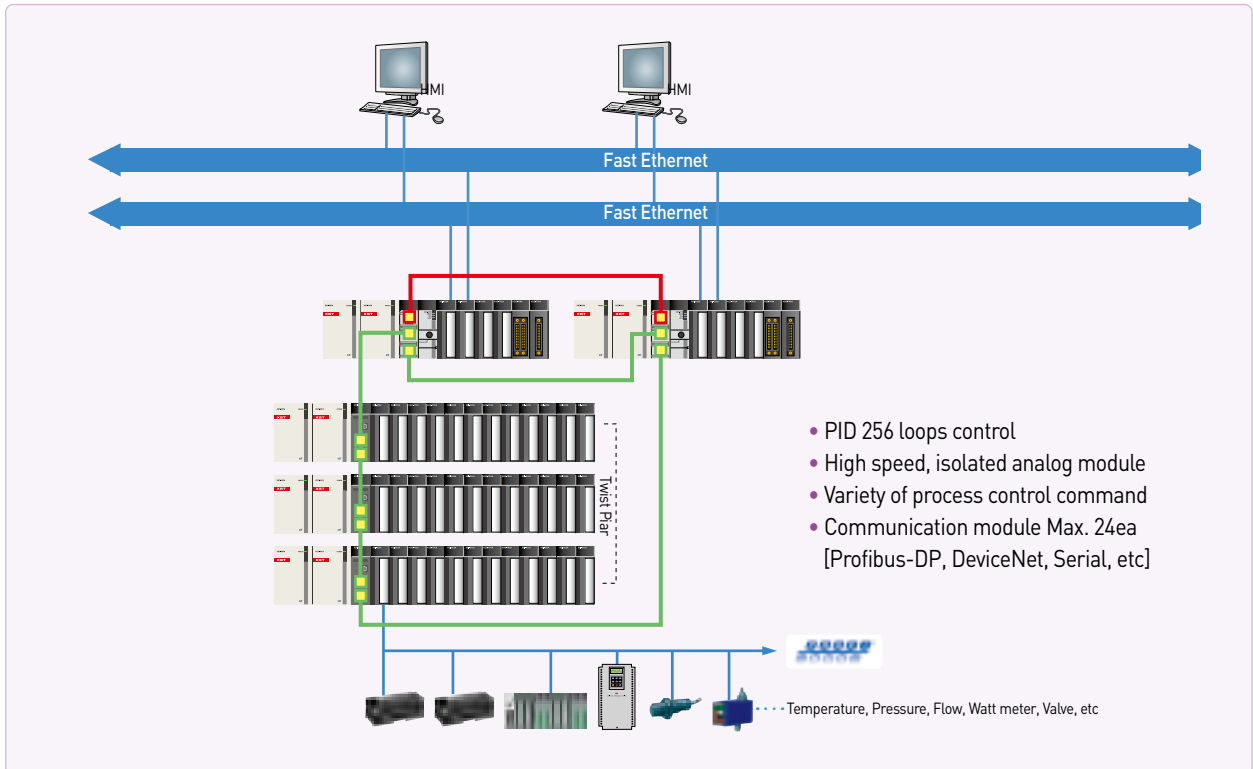 HMI
HMI
Fast Ethernet
Fast Ethernet
Twist Piar
• PID 256 loops control
• High speed, isolated analog module
• Variety of process control command
• Communication module Max. 24ea
[Profibus-DP, DeviceNet, Serial, etc]
Temperature, Pressure, Flow, Watt meter, Valve, etc